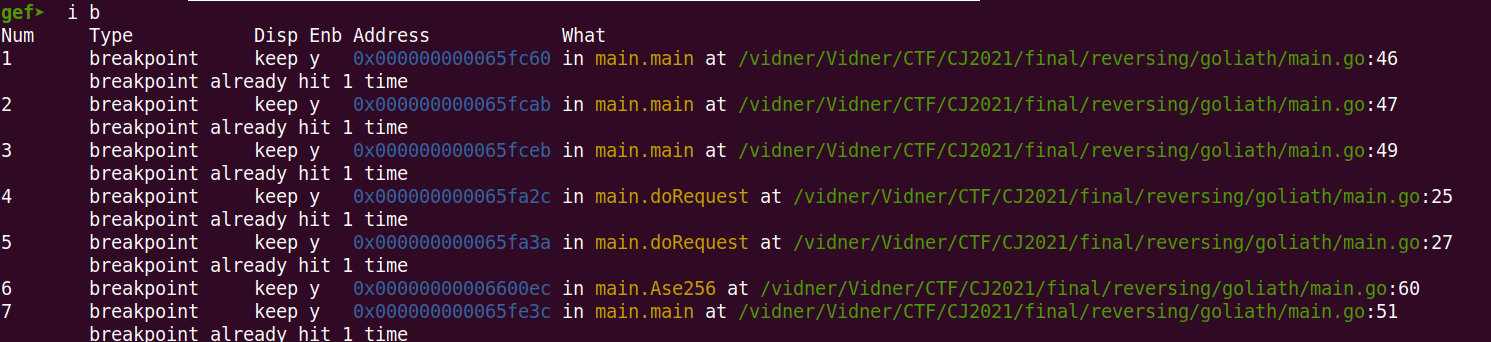 gef➤  i b
Num     Type           Disp Enb Address            What
1       breakpoint     keep y   0x000000000065fc60 in main.main at /vidner/Vidner/CTF/CJ2021/final/reversing/goliath/main.go:46
        breakpoint already hit 1 time
2       breakpoint     keep y   0x000000000065fcab in main.main at /vidner/Vidner/CTF/CJ2021/final/reversing/goliath/main.go:47
        breakpoint already hit 1 time
3       breakpoint     keep y   0x000000000065fceb in main.main at /vidner/Vidner/CTF/CJ2021/final/reversing/goliath/main.go:49
        breakpoint already hit 1 time
4       breakpoint     keep y   0x000000000065fa2c in main.doRequest at /vidner/Vidner/CTF/CJ2021/final/reversing/goliath/main.go:25
        breakpoint already hit 1 time
5       breakpoint     keep y   0x000000000065fa3a in main.doRequest at /vidner/Vidner/CTF/CJ2021/final/reversing/goliath/main.go:27
        breakpoint already hit 1 time
6       breakpoint     keep y   0x00000000006600ec in main.Ase256 at /vidner/Vidner/CTF/CJ2021/final/reversing/goliath/main.go:60
7       breakpoint     keep y   0x000000000065fe3c in main.main at /vidner/Vidner/CTF/CJ2021/final/reversing/goliath/main.go:51
        breakpoint already hit 1 time